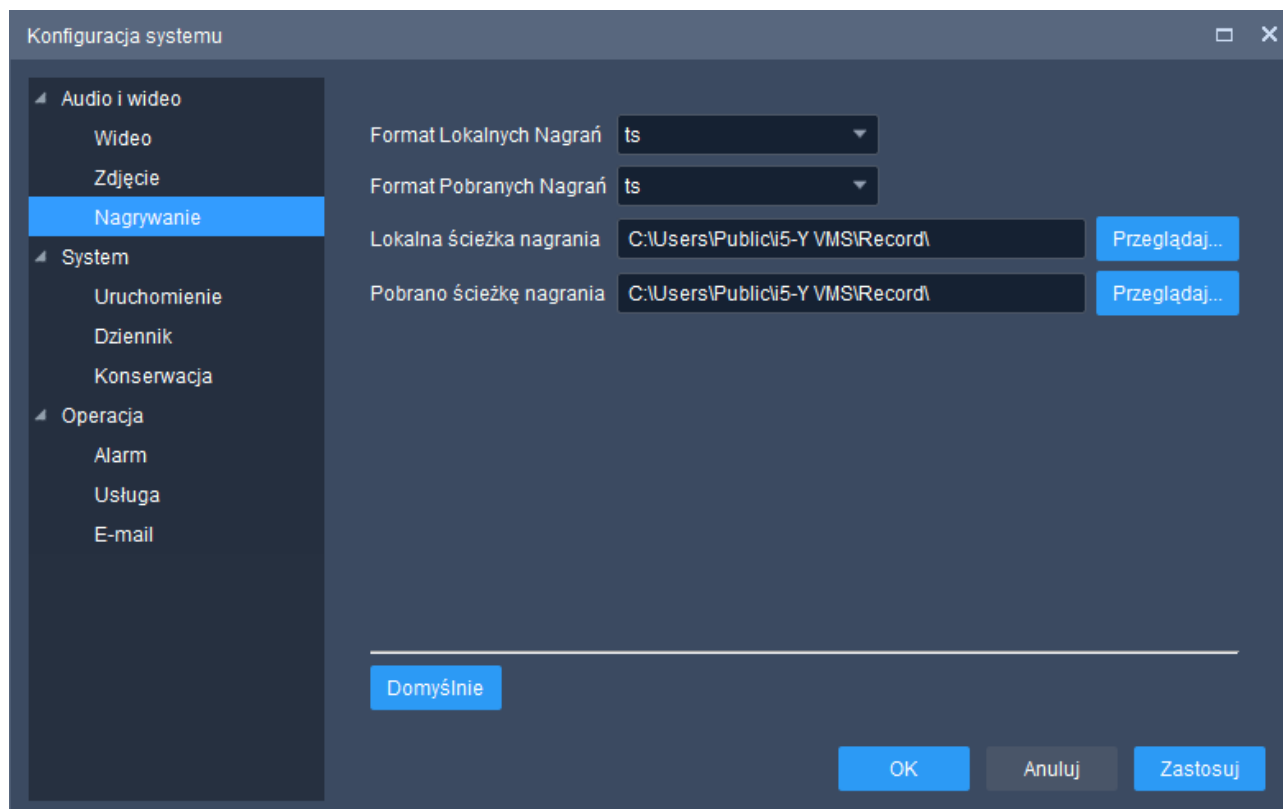 Konfiguracja systemu
Audio i wideo
Wideo
Zdjęcie
Nagrywanie
System
Uruchomienie
Dziennik
Konserwacja
Operacja
Alarm
Usługa
E-mail
Format Lokalnych Nagrań ts
Format Pobranych Nagrań ts
Lokalna ścieżka nagrania C:\Users\Public\i5-Y VMS\Record\ Przeglądaj...
Pobrano ścieżkę nagrania C:\Users\Public\i5-Y VMS\Record\ Przeglądaj...
Domyślnie
OK Anuluj Zastosuj